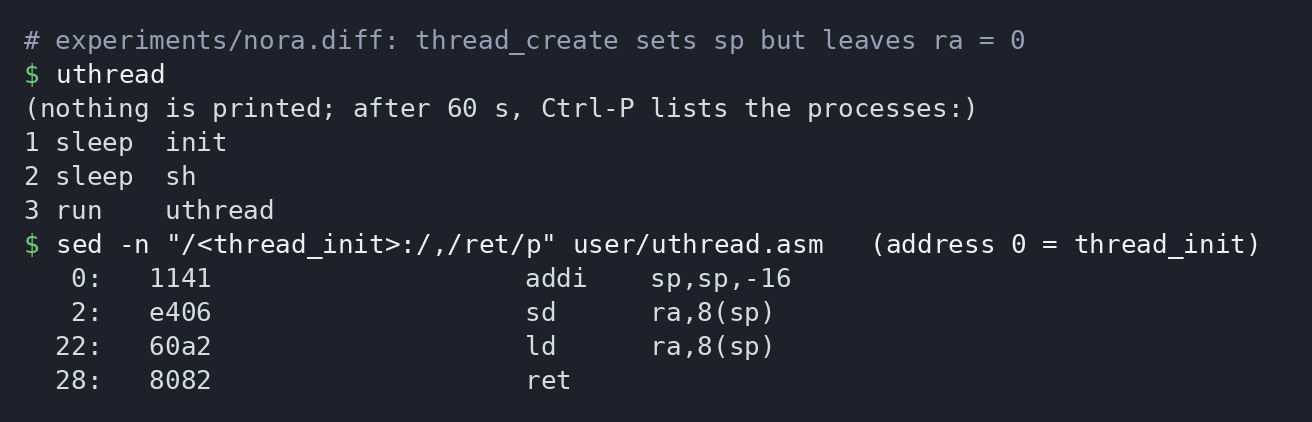 # experiments/nora.diff: thread_create sets sp but leaves ra = 0
$ uthread
(nothing is printed; after 60 s, Ctrl-P lists the processes:)
1 sleep  init
2 sleep  sh
3 run    uthread
$ sed -n "/<thread_init>:/,/ret/p" user/uthread.asm   (address 0 = thread_init)
   0:   1141                    addi    sp,sp,-16
   2:   e406                    sd      ra,8(sp)
  22:   60a2                    ld      ra,8(sp)
  28:   8082                    ret